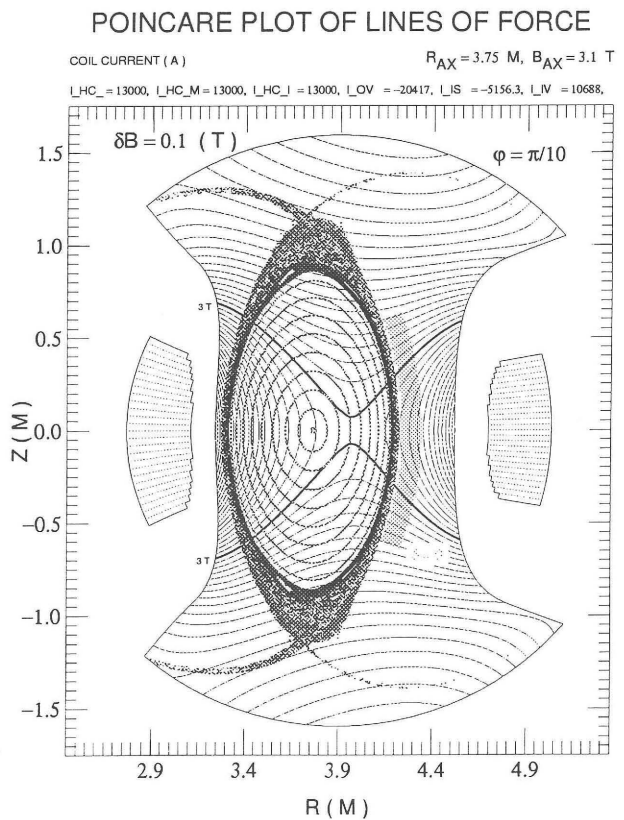 POINCARE PLOT OF LINES OF FORCE
COIL CURRENT ( A )
R_AX = 3.75 M, B_AX = 3.1 T
I_HC_ = 13000, I_HC_M = 13000, I_HC_I = 13000, I_OV = -20417, I_IS = -5156.3, I_IV = 10688,
δB = 0.1 ( T )
φ = π/10
1.5
1.0
0.5
0.0
-0.5
-1.0
-1.5
3 T
3 T
Z ( M )
2.9 3.4 3.9 4.4 4.9
R ( M )